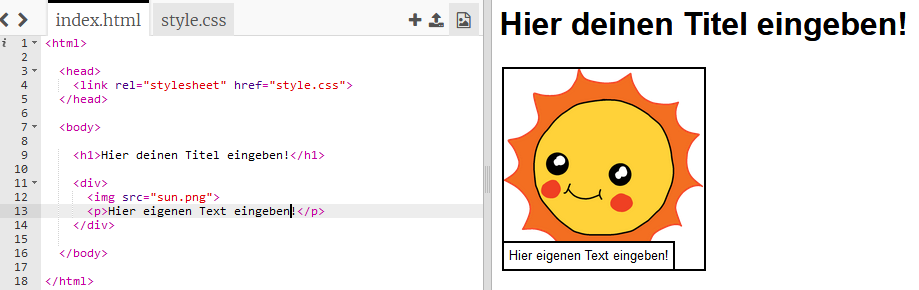 index.html style.css
1 <html>
2
3 <head>
4 <link rel="stylesheet" href="style.css">
5 </head>
6
7 <body>
8
9 <h1>Hier deinen Titel eingeben!</h1>
10
11 <div>
12 <img src="sun.png">
13 <p>Hier eigenen Text eingeben!</p>
14 </div>
15
16 </body>
17
18 </html>
Hier deinen Titel eingeben!
Hier eigenen Text eingeben!